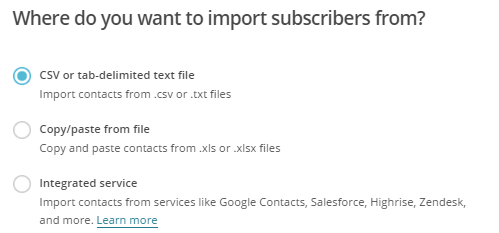 Where do you want to import subscribers from?
CSV or tab-delimited text file
Import contacts from .csv or .txt files
Copy/paste from file
Copy and paste contacts from .xls or .xlsx files
Integrated service
Import contacts from services like Google Contacts, Salesforce, Highrise, Zendesk,
and more. Learn more